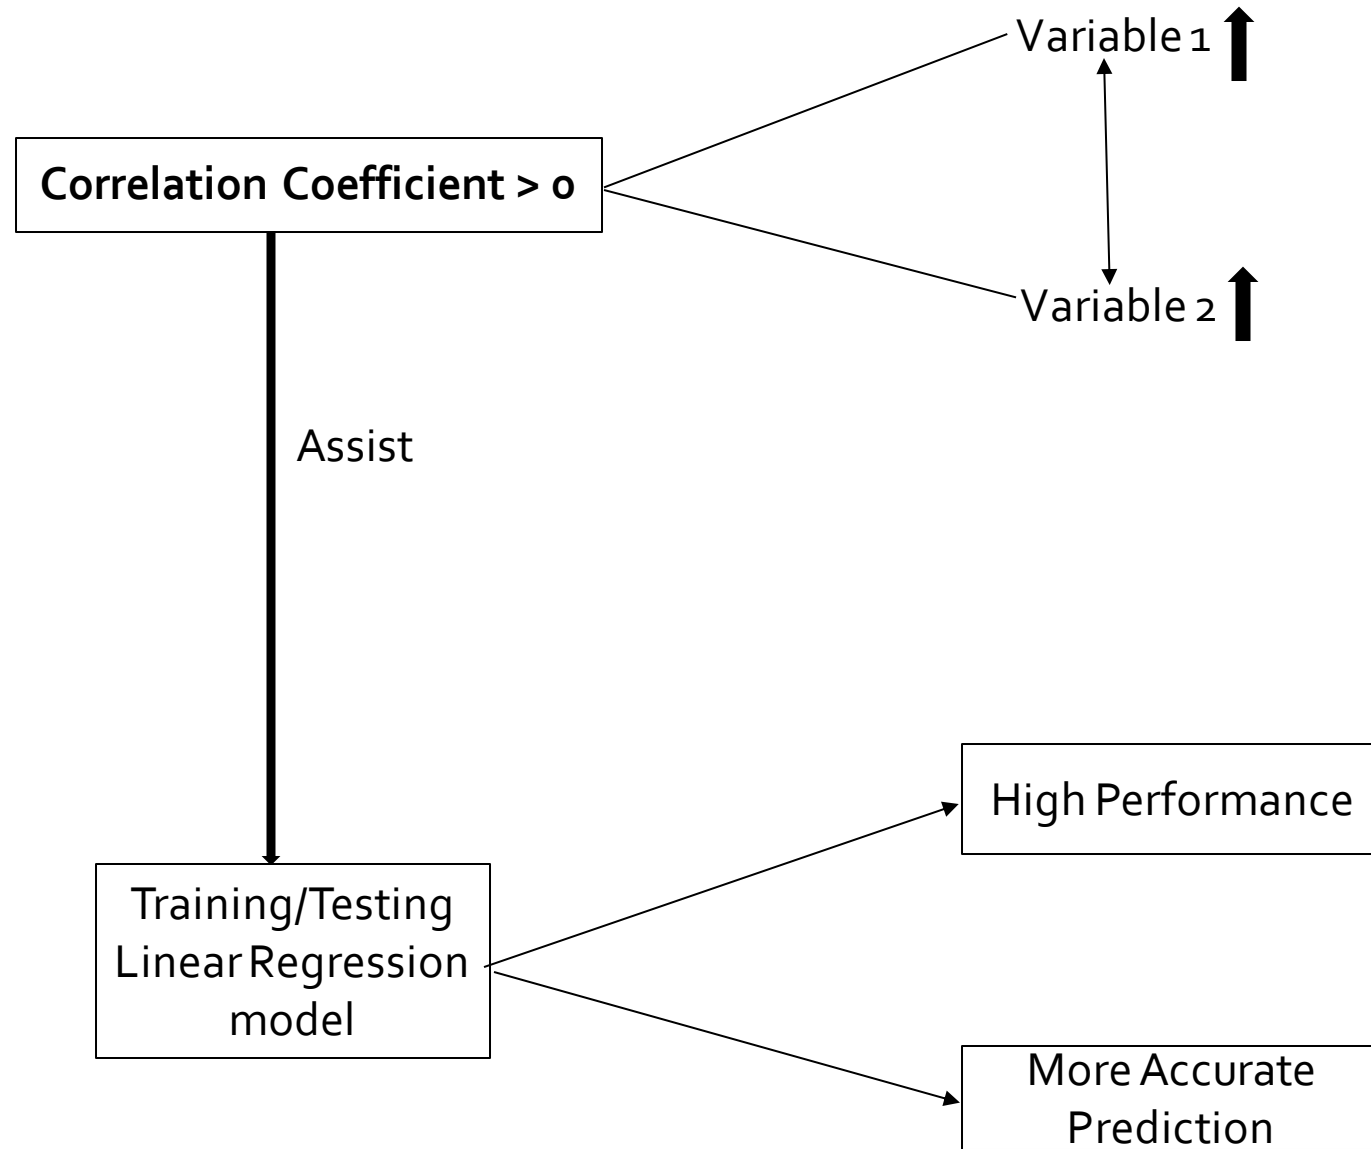 Variable 1
Correlation Coefficient > 0
Variable 2
Assist
High Performance
Training/Testing
Linear Regression
model
More Accurate
Prediction